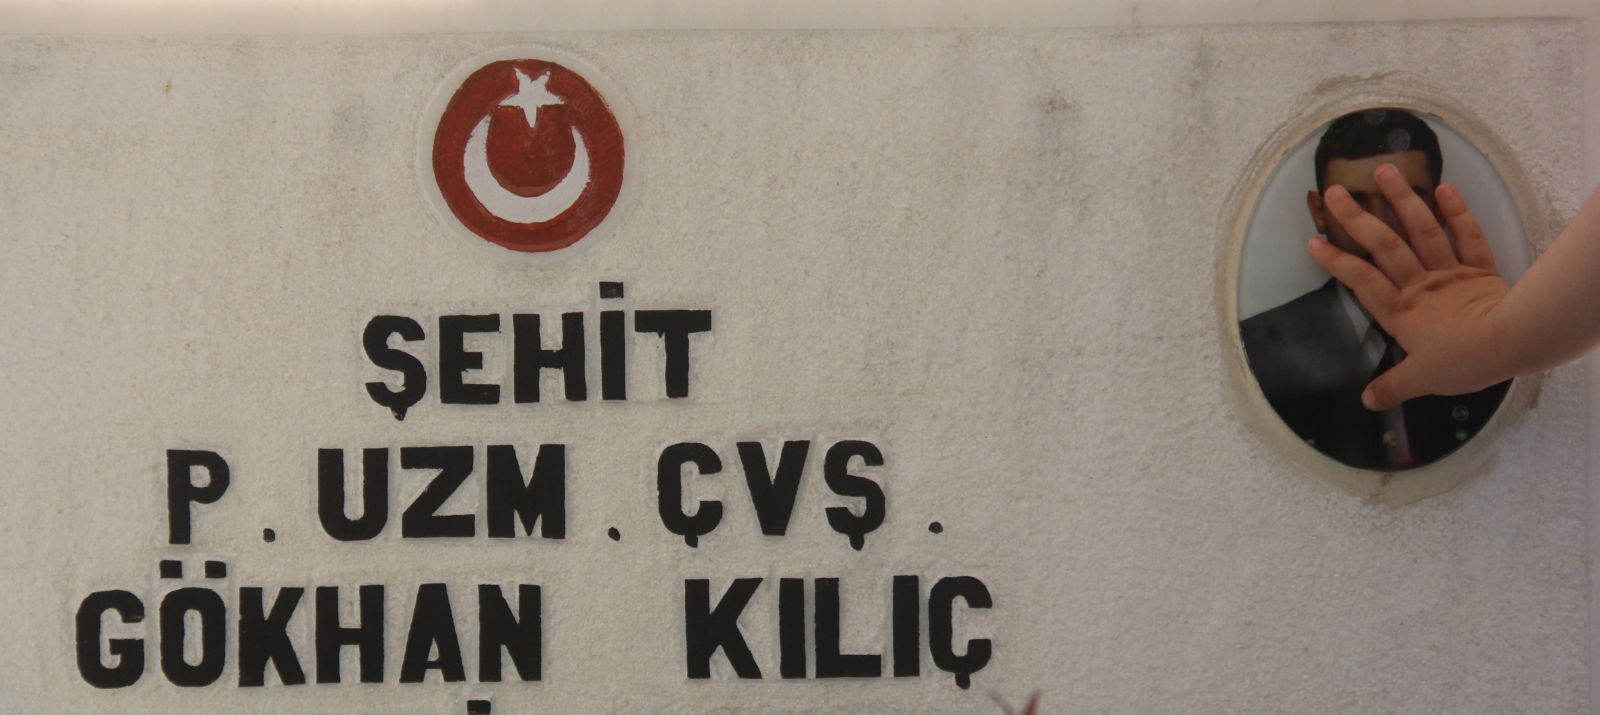 ŞEHİT
P. UZM. ÇVŞ.
GÖKHAN KILIÇ